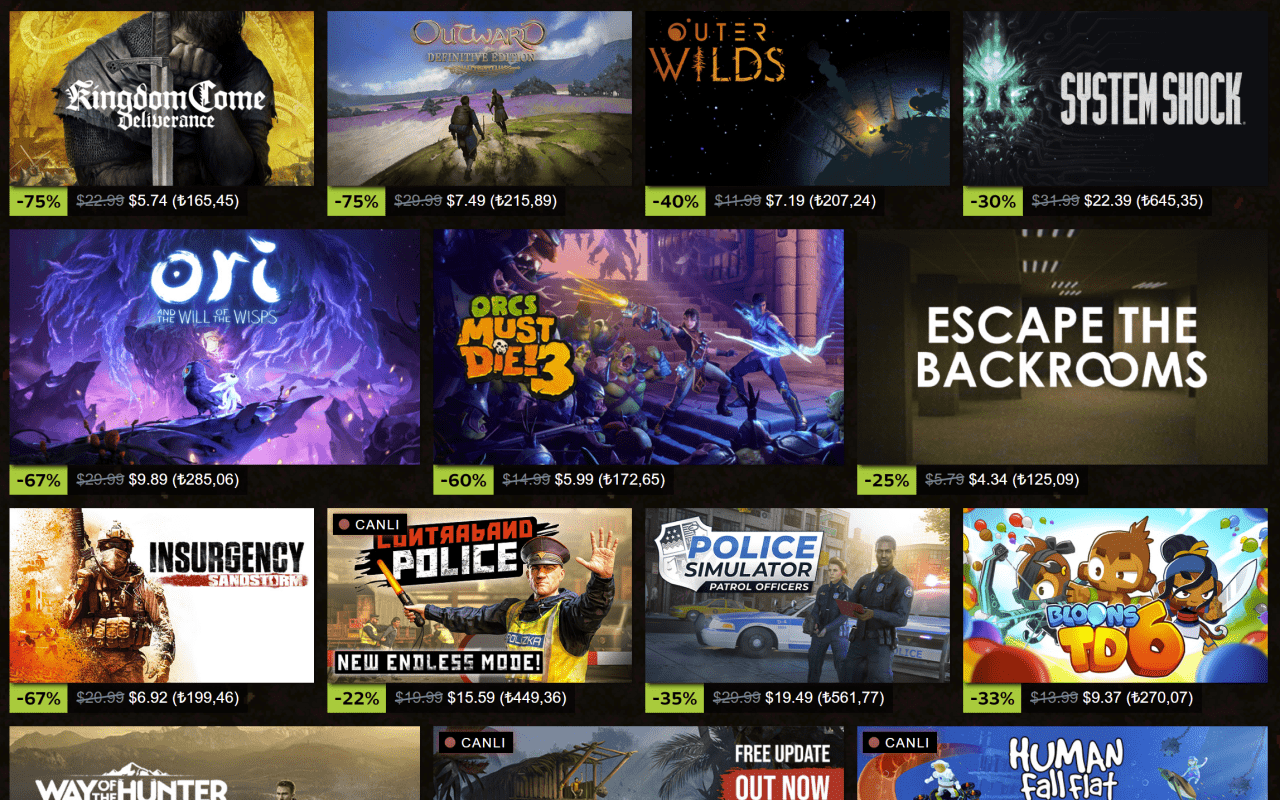 Kingdom Come
Deliverance
-75% $22.99 $5.74 (₺165,45)
OUTWARD
DEFINITIVE EDITION
-75% $29.99 $7.49 (₺215,89)
OUTER
WILDS
-40% $11.99 $7.19 (₺207,24)
SYSTEM SHOCK
-30% $31.99 $22.39 (₺645,35)
ori
AND THE WILL OF THE WISPS
-67% $29.99 $9.89 (₺285,06)
ORCS
MUST
DIE! 3
-60% $14.99 $5.99 (₺172,65)
ESCAPE THE
BACKROOMS
-25% $5.79 $4.34 (₺125,09)
INSURGENCY
SANDSTORM
-67% $20.99 $6.92 (₺199,46)
CANLI
CONTRABAND
POLICE
POLIZKA
NEW ENDLESS MODE!
-22% $19.99 $15.59 (₺449,36)
POLICE
SIMULATOR
PATROL OFFICERS
POLICE
-35% $29.99 $19.49 (₺561,77)
BLOONS
TD6
-33% $13.99 $9.37 (₺270,07)
WAY OF THE HUNTER
CANLI
FREE UPDATE
OUT NOW
CANLI
HUMAN
fall flat